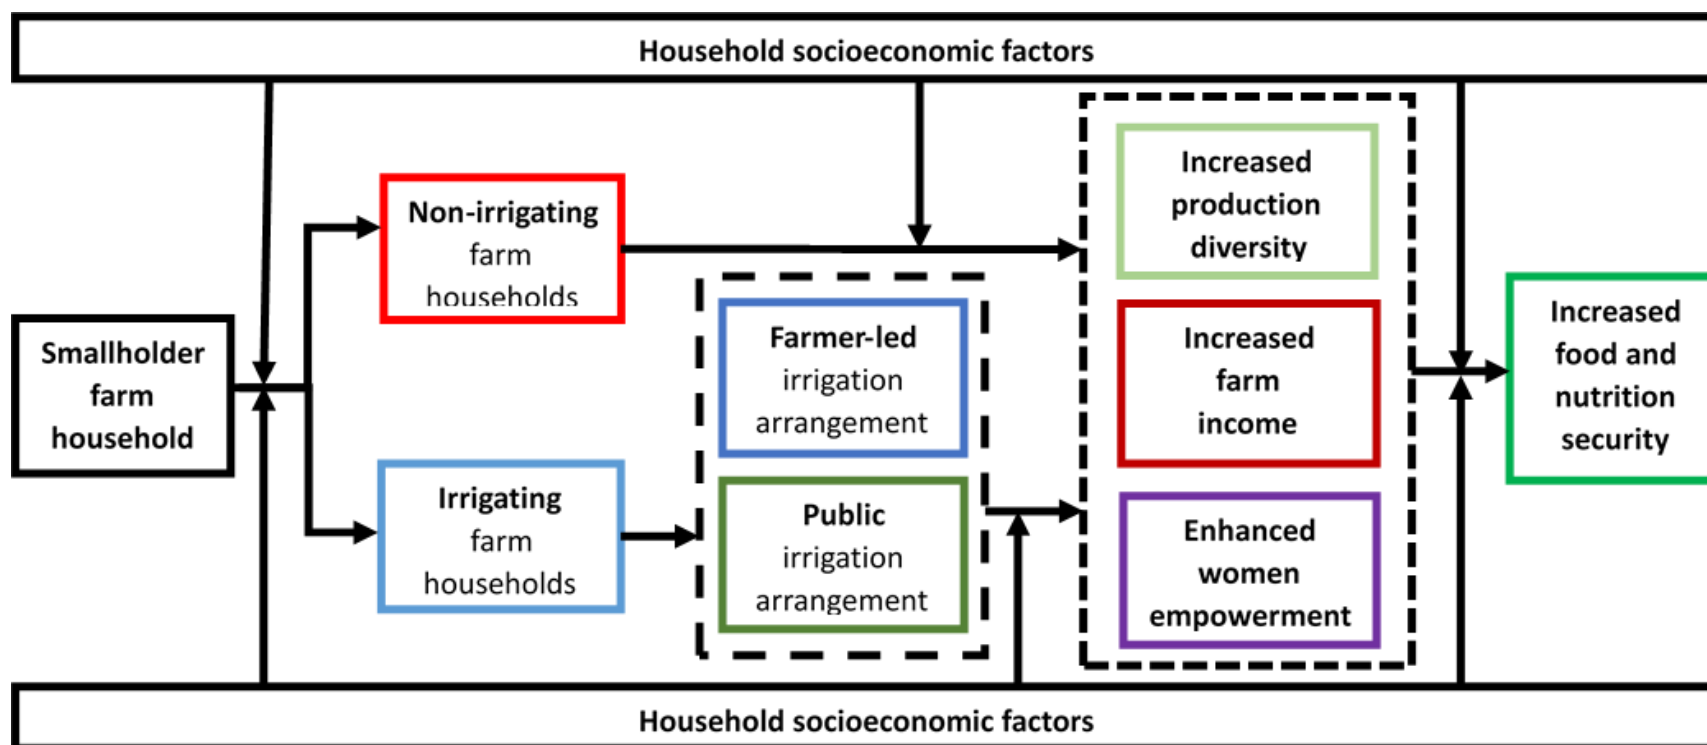 Household socioeconomic factors
Smallholder
farm
household
Non-irrigating
farm
households
Irrigating
farm
households
Farmer-led
irrigation
arrangement
Public
irrigation
arrangement
Increased
production
diversity
Increased
farm
income
Enhanced
women
empowerment
Increased
food and
nutrition
security
Household socioeconomic factors